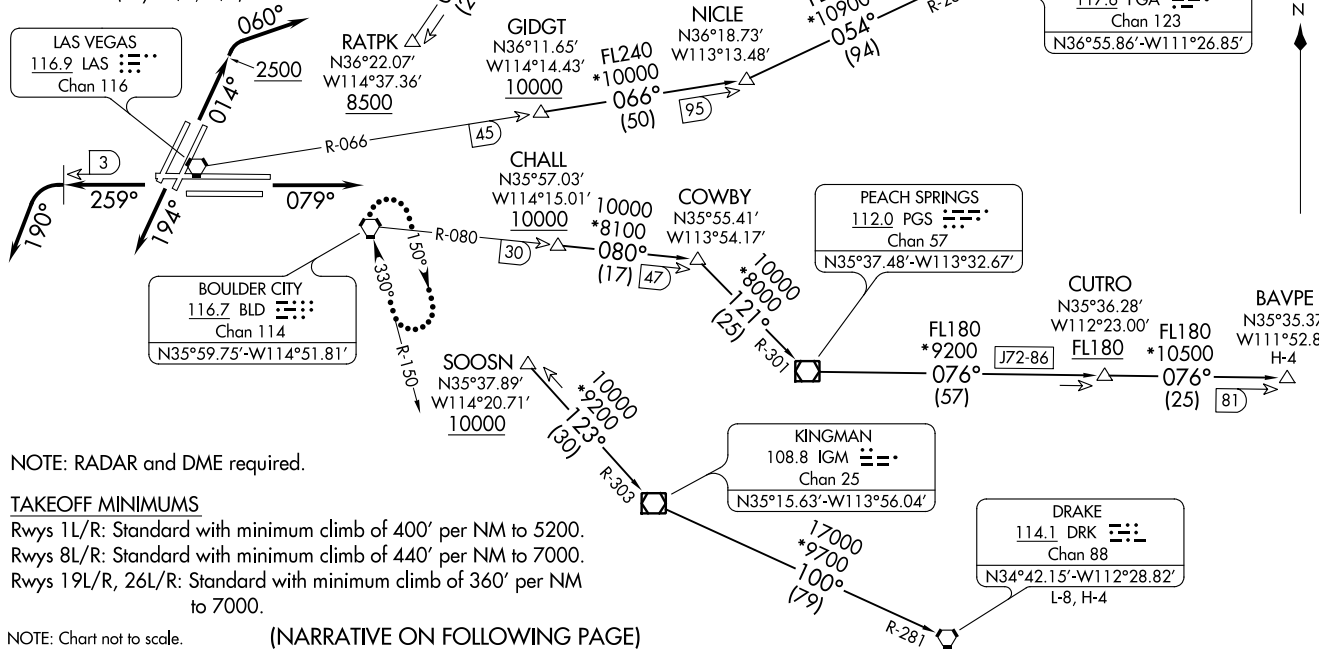 LAS VEGAS
116.9 LAS
Chan 116
060°
014°
2500
RATPK
N36°22.07'
W114°37.36'
8500
GIDGT
N36°11.65'
W114°14.43'
10000
FL240
*10000
066°
(50)
NICLE
N36°18.73'
W113°13.48'
95
*10900
054°
(94)
Chan 123
N36°55.86'-W111°26.85'
N
R-066
45
3
259°
190°
194°
079°
CHALL
N35°57.03'
W114°15.01'
10000
R-080
30
10000
*8100
080°
(17)
47
COWBY
N35°55.41'
W113°54.17'
150°
330°
R-150
BOULDER CITY
116.7 BLD
Chan 114
N35°59.75'-W114°51.81'
PEACH SPRINGS
112.0 PGS
Chan 57
N35°37.48'-W113°32.67'
10000
*8000
121°
(25)
R-301
FL180
*9200
076°
(57)
J72-86
CUTRO
N35°36.28'
W112°23.00'
FL180
FL180
*10500
076°
(25)
81
BAVPE
N35°35.37
W111°52.8
H-4
SOOSN
N35°37.89'
W114°20.71'
10000
10000
*9200
123°
(30)
R-303
KINGMAN
108.8 IGM
Chan 25
N35°15.63'-W113°56.04'
17000
*9700
100°
(79)
R-281
DRAKE
114.1 DRK
Chan 88
N34°42.15'-W112°28.82'
L-8, H-4
NOTE: RADAR and DME required.
TAKEOFF MINIMUMS
Rwys 1L/R: Standard with minimum climb of 400' per NM to 5200.
Rwys 8L/R: Standard with minimum climb of 440' per NM to 7000.
Rwys 19L/R, 26L/R: Standard with minimum climb of 360' per NM
to 7000.
NOTE: Chart not to scale.
(NARRATIVE ON FOLLOWING PAGE)